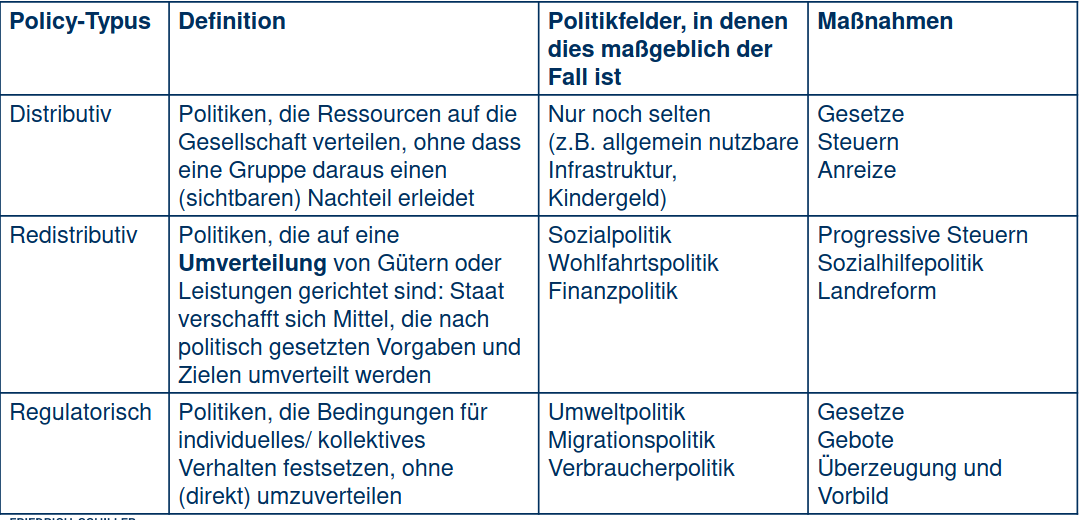 Policy-Typus
Definition
Politikfelder, in denen
dies maßgeblich der
Fall ist
Maßnahmen
Distributiv
Politiken, die Ressourcen auf die
Gesellschaft verteilen, ohne dass
eine Gruppe daraus einen
(sichtbaren) Nachteil erleidet
Nur noch selten
(z.B. allgemein nutzbare
Infrastruktur,
Kindergeld)
Gesetze
Steuern
Anreize
Redistributiv
Politiken, die auf eine
Umverteilung von Gütern oder
Leistungen gerichtet sind: Staat
verschafft sich Mittel, die nach
politisch gesetzten Vorgaben und
Zielen umverteilt werden
Sozialpolitik
Wohlfahrtspolitik
Finanzpolitik
Progressive Steuern
Sozialhilfepolitik
Landreform
Regulatorisch
Politiken, die Bedingungen für
individuelles/ kollektives
Verhalten festsetzen, ohne
(direkt) umzuverteilen
Umweltpolitik
Migrationspolitik
Verbraucherpolitik
Gesetze
Gebote
Überzeugung und
Vorbild
FRIEDRICH-SCHILLER-